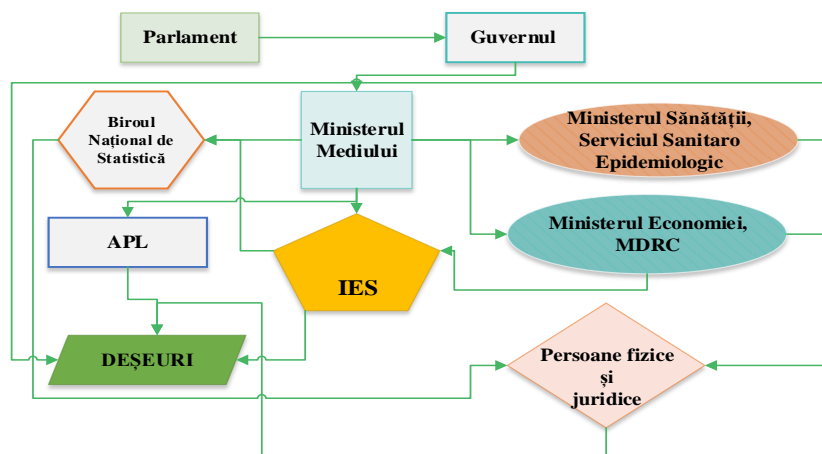 Parlament
Guvernul
Biroul
Național de
Statistică
Ministerul
Mediului
Ministerul Sănătății,
Serviciul Sanitaro
Epidemiologic
APL
IES
Ministerul Economiei,
MDRC
DEȘEURI
Persoane fizice
și
juridice